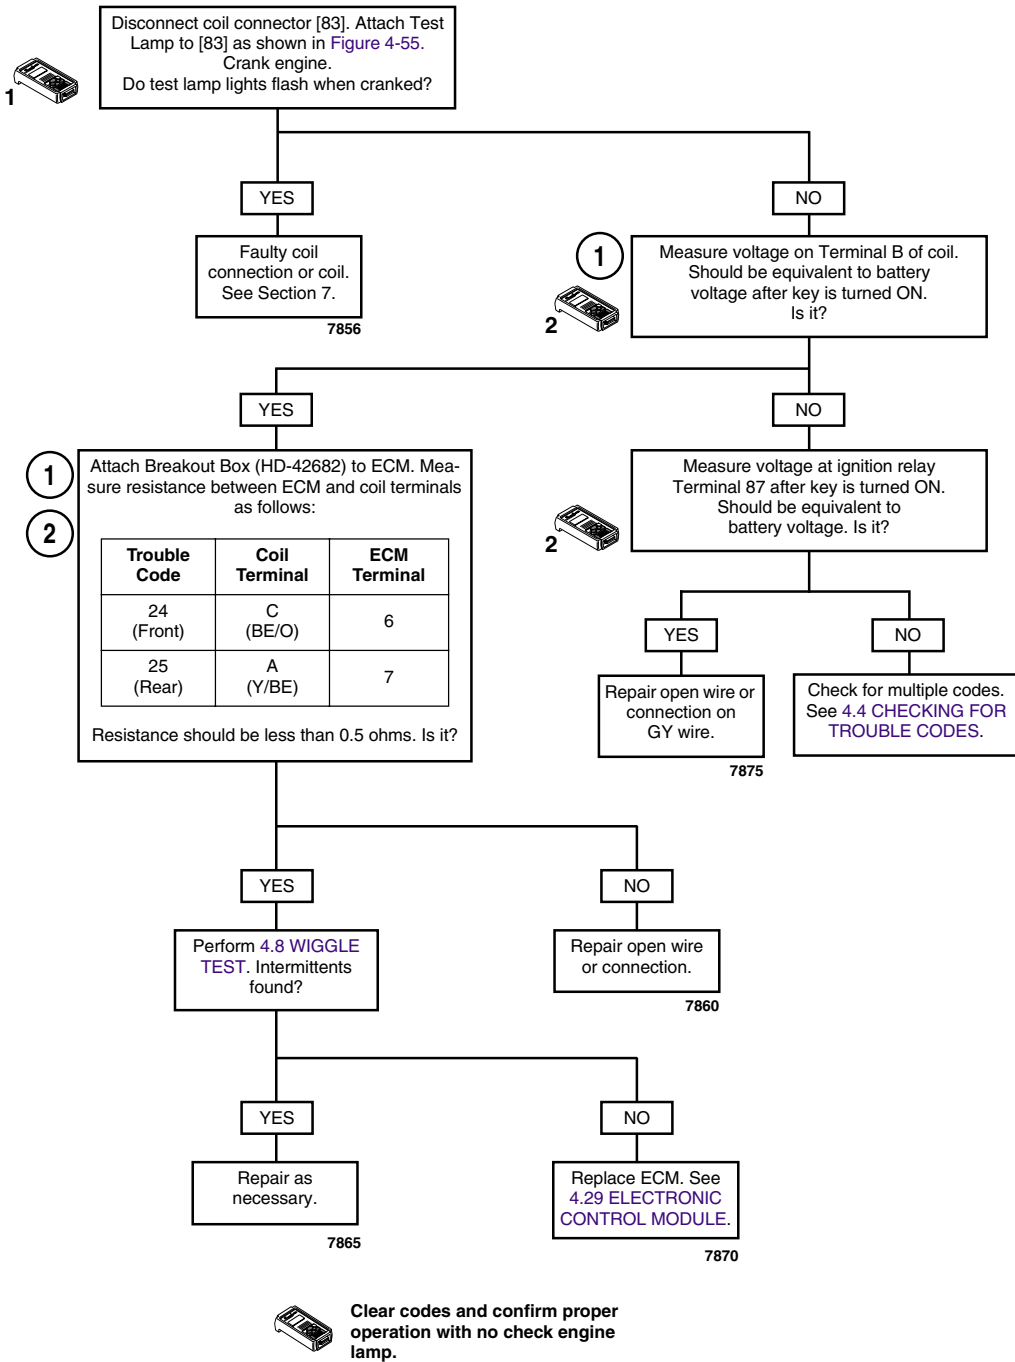 Disconnect coil connector [83]. Attach Test
Lamp to [83] as shown in Figure 4-55.
Crank engine.
Do test lamp lights flash when cranked?
1
YES
NO
Faulty coil
connection or coil.
See Section 7.
7856
1
2
Measure voltage on Terminal B of coil.
Should be equivalent to battery
voltage after key is turned ON.
Is it?
YES
NO
1
2
Attach Breakout Box (HD-42682) to ECM. Mea-
sure resistance between ECM and coil terminals
as follows:
Trouble Code Coil Terminal ECM Terminal
24 (Front) C (BE/O) 6
25 (Rear) A (Y/BE) 7
Resistance should be less than 0.5 ohms. Is it?
2
Measure voltage at ignition relay
Terminal 87 after key is turned ON.
Should be equivalent to
battery voltage. Is it?
YES
NO
Repair open wire or
connection on
GY wire.
7875
Check for multiple codes.
See 4.4 CHECKING FOR
TROUBLE CODES.
YES
NO
Perform 4.8 WIGGLE
TEST. Intermittents
found?
Repair open wire
or connection.
7860
YES
NO
Repair as
necessary.
7865
Replace ECM. See
4.29 ELECTRONIC
CONTROL MODULE.
7870
Clear codes and confirm proper
operation with no check engine
lamp.